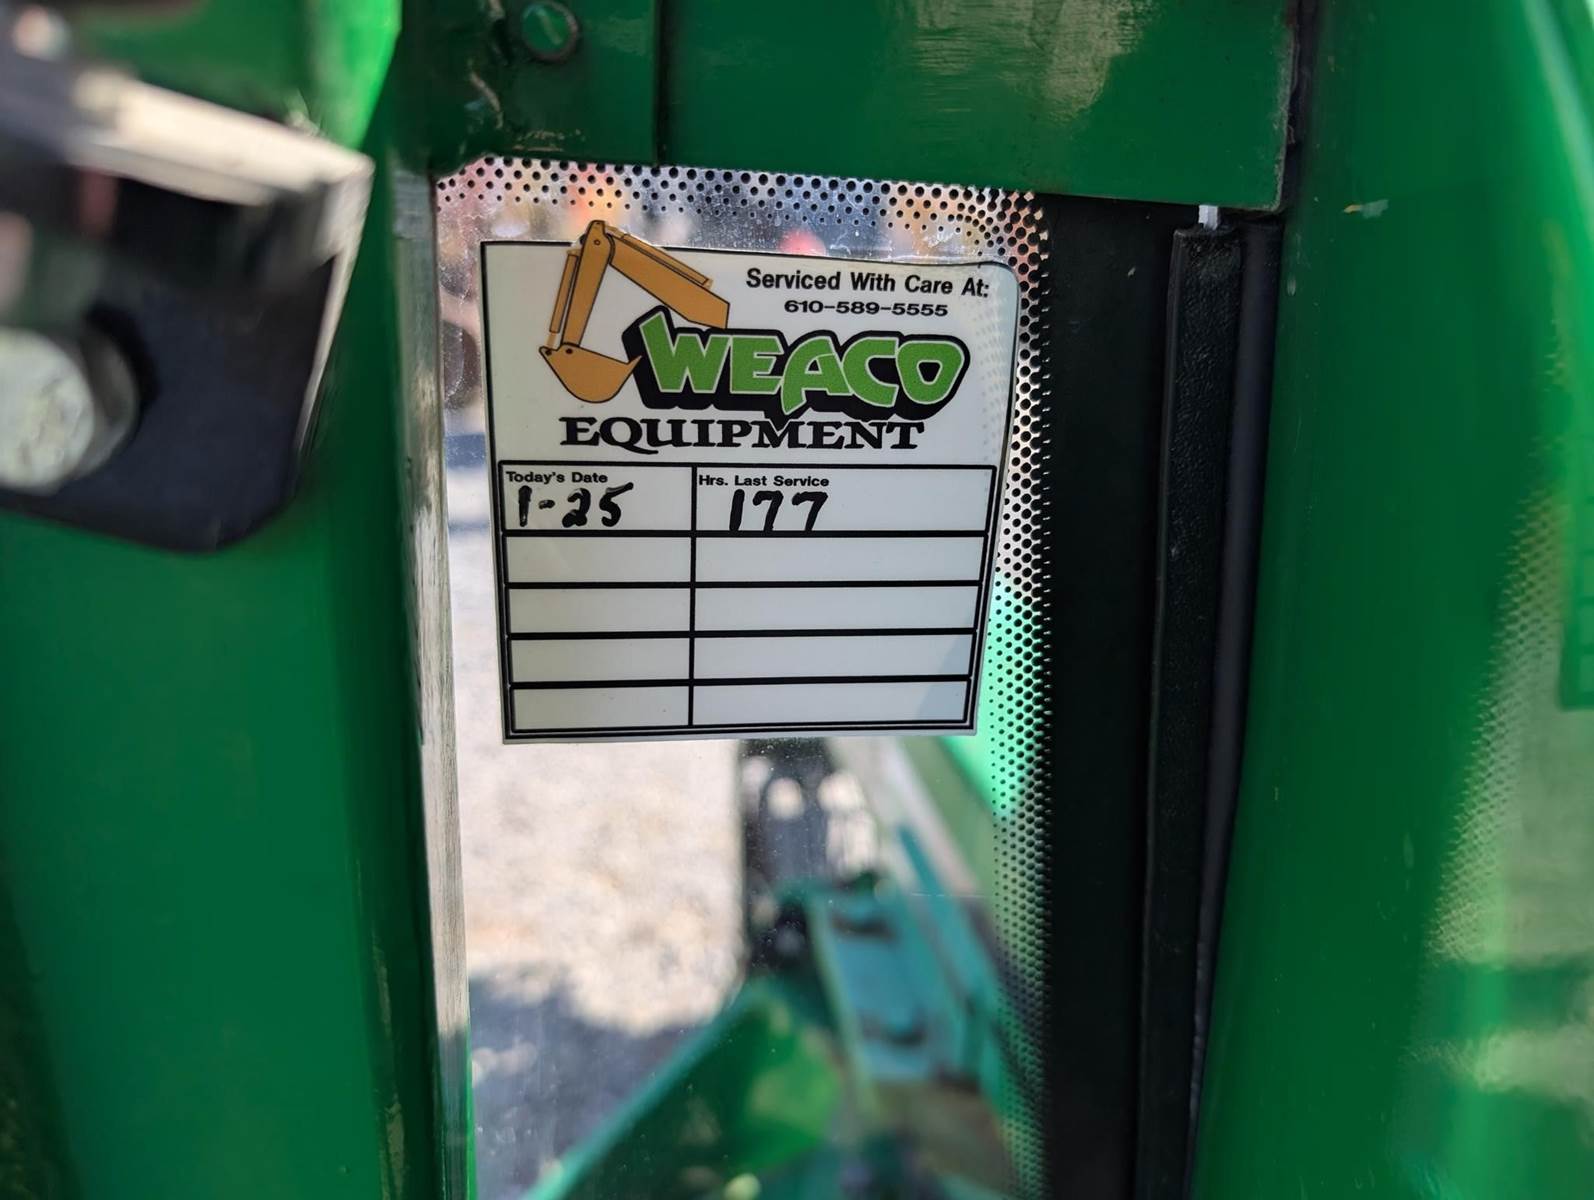 Serviced With Care At:
610-589-5555
WEACO
EQUIPMENT
Today's Date Hrs. Last Service
1-25 177